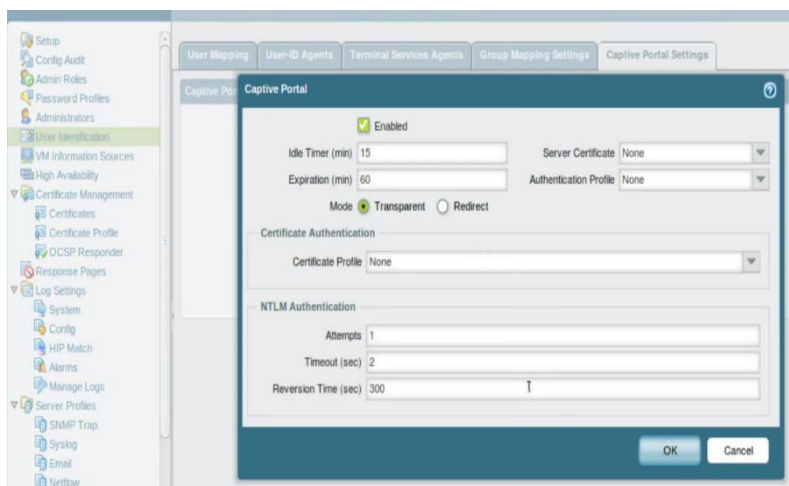 Setup
Config Audit
Admin Roles
Password Profiles
Administrators
User Identification
VM Information Sources
High Availability
Certificate Management
Certificates
Certificate Profile
OCSP Responder
Response Pages
Log Settings
System
Config
HIP Match
Alarms
Manage Logs
Server Profiles
SNMP Trap
Syslog
Email
Netflow
User Mapping User-ID Agents Terminal Services Agents Group Mapping Settings Captive Portal Settings
Captive Por
Captive Portal
Enabled
Idle Timer (min) 15 Server Certificate None
Expiration (min) 60 Authentication Profile None
Mode Transparent Redirect
Certificate Authentication
Certificate Profile None
NTLM Authentication
Attempts 1
Timeout (sec) 2
Reversion Time (sec) 300
OK Cancel